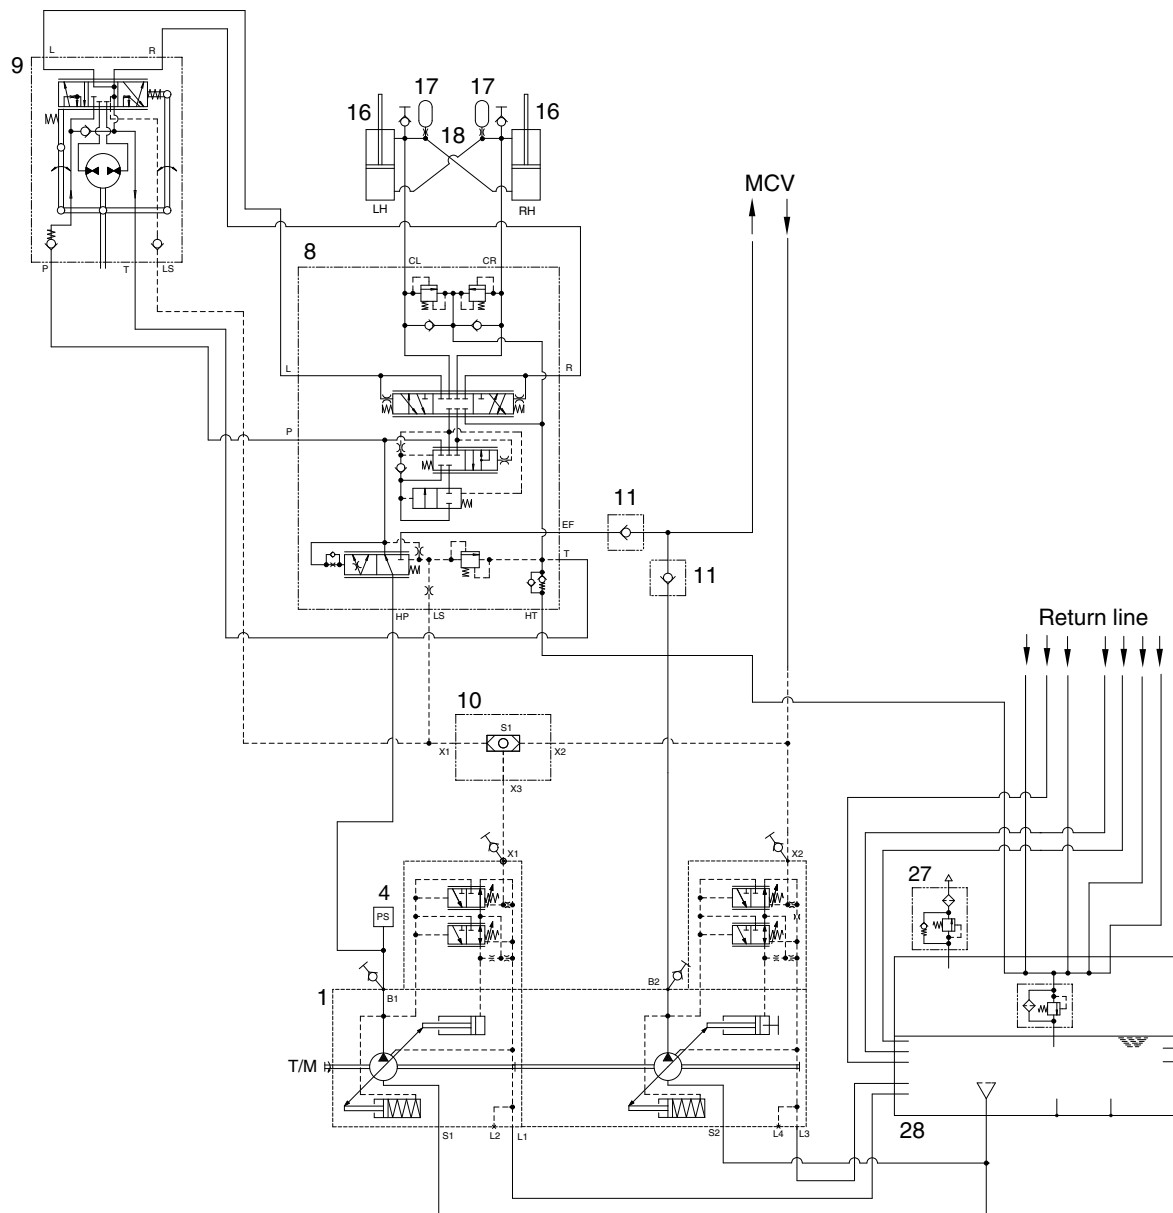 L
R
9
P
T
LS
17
17
16
18
16
LH
RH
MCV
8
CL
CR
L
R
P
11
EF
T
11
HP
LS
HT
Return line
10
S1
X1
X2
X3
X1
X2
4
PS
27
B1
B2
1
T/M
S1
L2
L1
S2
L4
L3
28